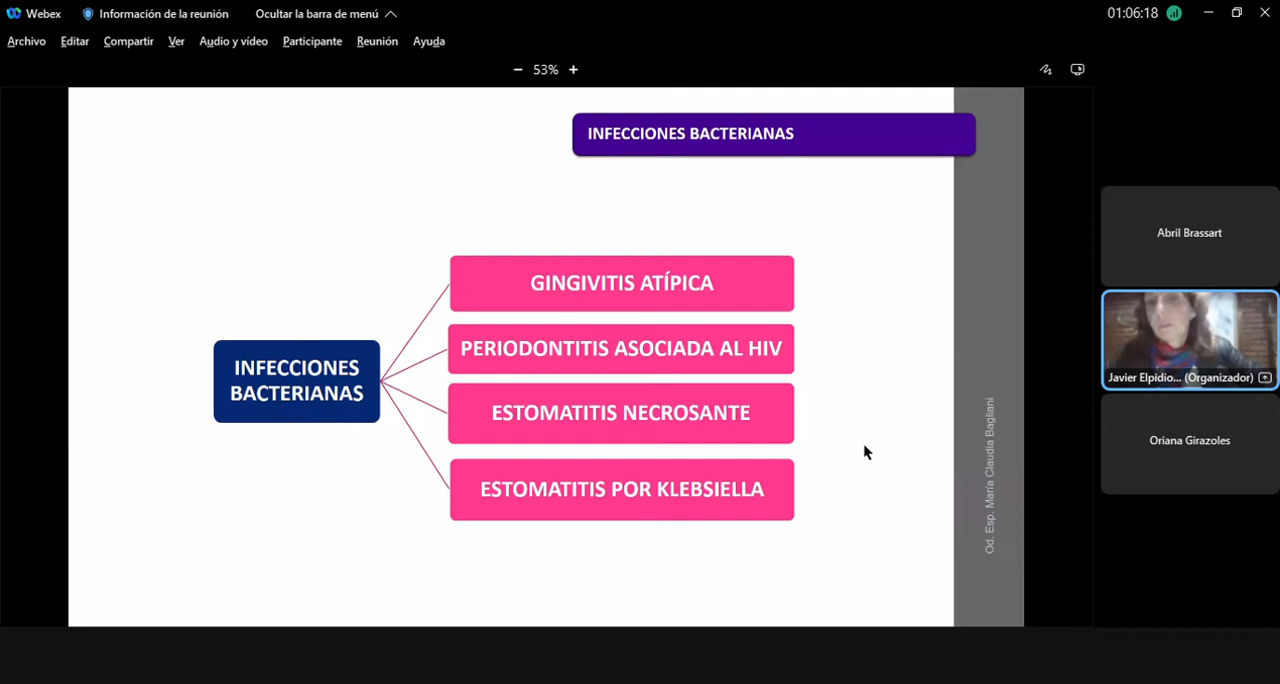 Webex
Información de la reunión
Ocultar la barra de menú
01:06:18
Archivo
Editar
Compartir
Ver
Audio y vídeo
Participante
Reunión
Ayuda
53%
INFECCIONES BACTERIANAS
INFECCIONES
BACTERIANAS
GINGIVITIS ATÍPICA
PERIODONTITIS ASOCIADA AL HIV
ESTOMATITIS NECROSANTE
ESTOMATITIS POR KLEBSIELLA
Od. Esp. María Claudia Bagliani
Abril Brassart
Javier Elpidio... (Organizador)
Oriana Girazoles